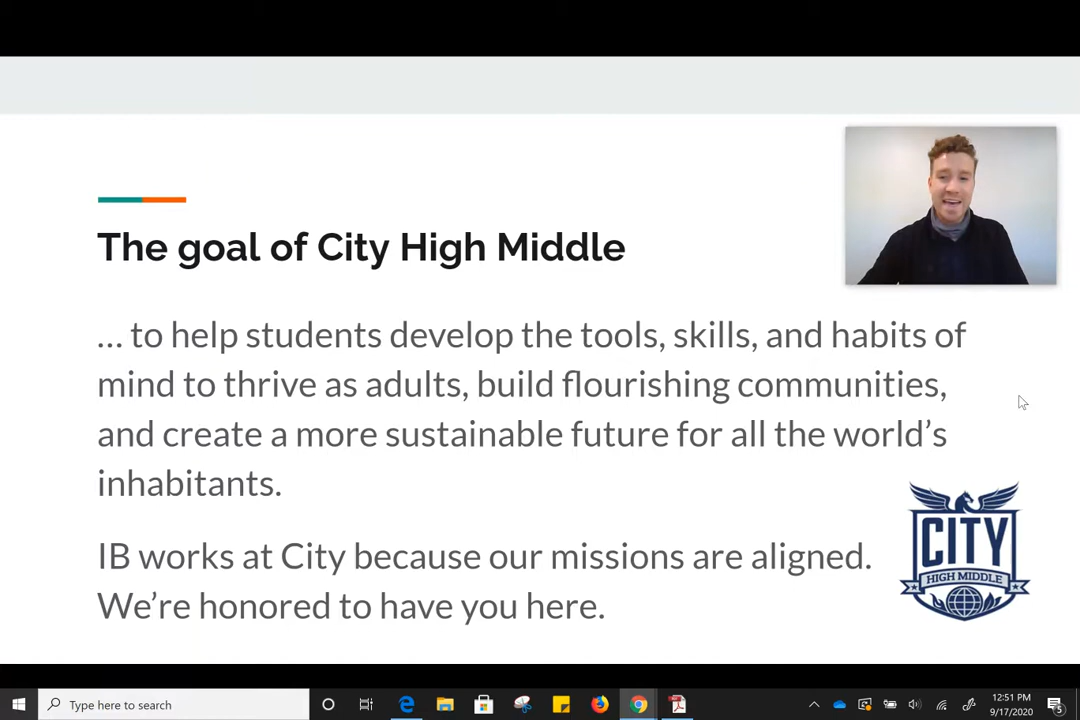 The goal of City High Middle
… to help students develop the tools, skills, and habits of
mind to thrive as adults, build flourishing communities,
and create a more sustainable future for all the world’s
inhabitants.
IB works at City because our missions are aligned.
We’re honored to have you here.
CITY
HIGH MIDDLE
Type here to search
12:51 PM
9/17/2020
5